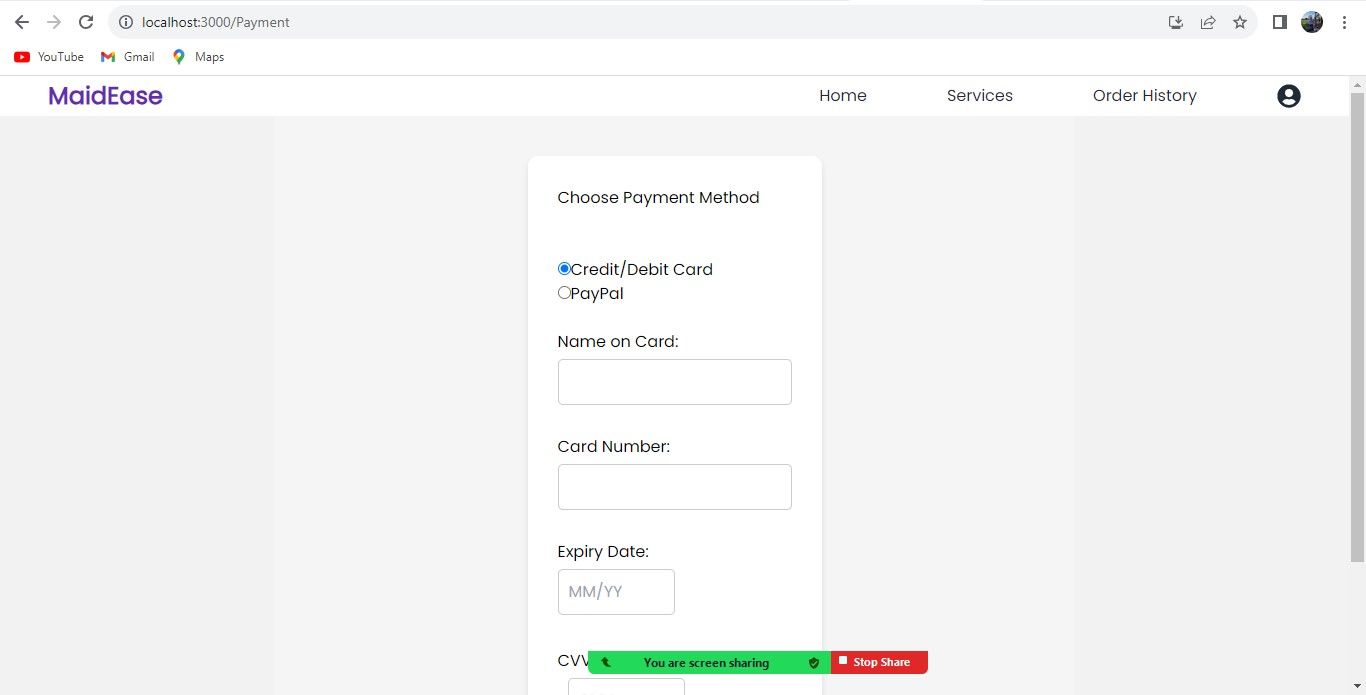 localhost:3000/Payment
YouTube Gmail Maps
MaidEase Home Services Order History
Choose Payment Method
Credit/Debit Card
PayPal
Name on Card:
Card Number:
Expiry Date:
MM/YY
CVV
You are screen sharing Stop Share